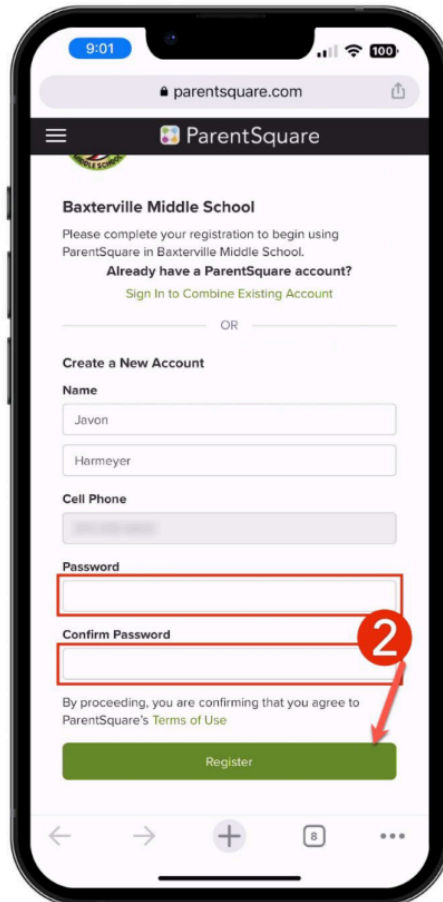 9:01
100
parentsquare.com
ParentSquare
MIDDLE SCHOOL
Baxterville Middle School
Please complete your registration to begin using
ParentSquare in Baxterville Middle School.
Already have a ParentSquare account?
Sign In to Combine Existing Account
OR
Create a New Account
Name
Javon
Harmeyer
Cell Phone
Password
Confirm Password
2
By proceeding, you are confirming that you agree to
ParentSquare's Terms of Use
Register
8